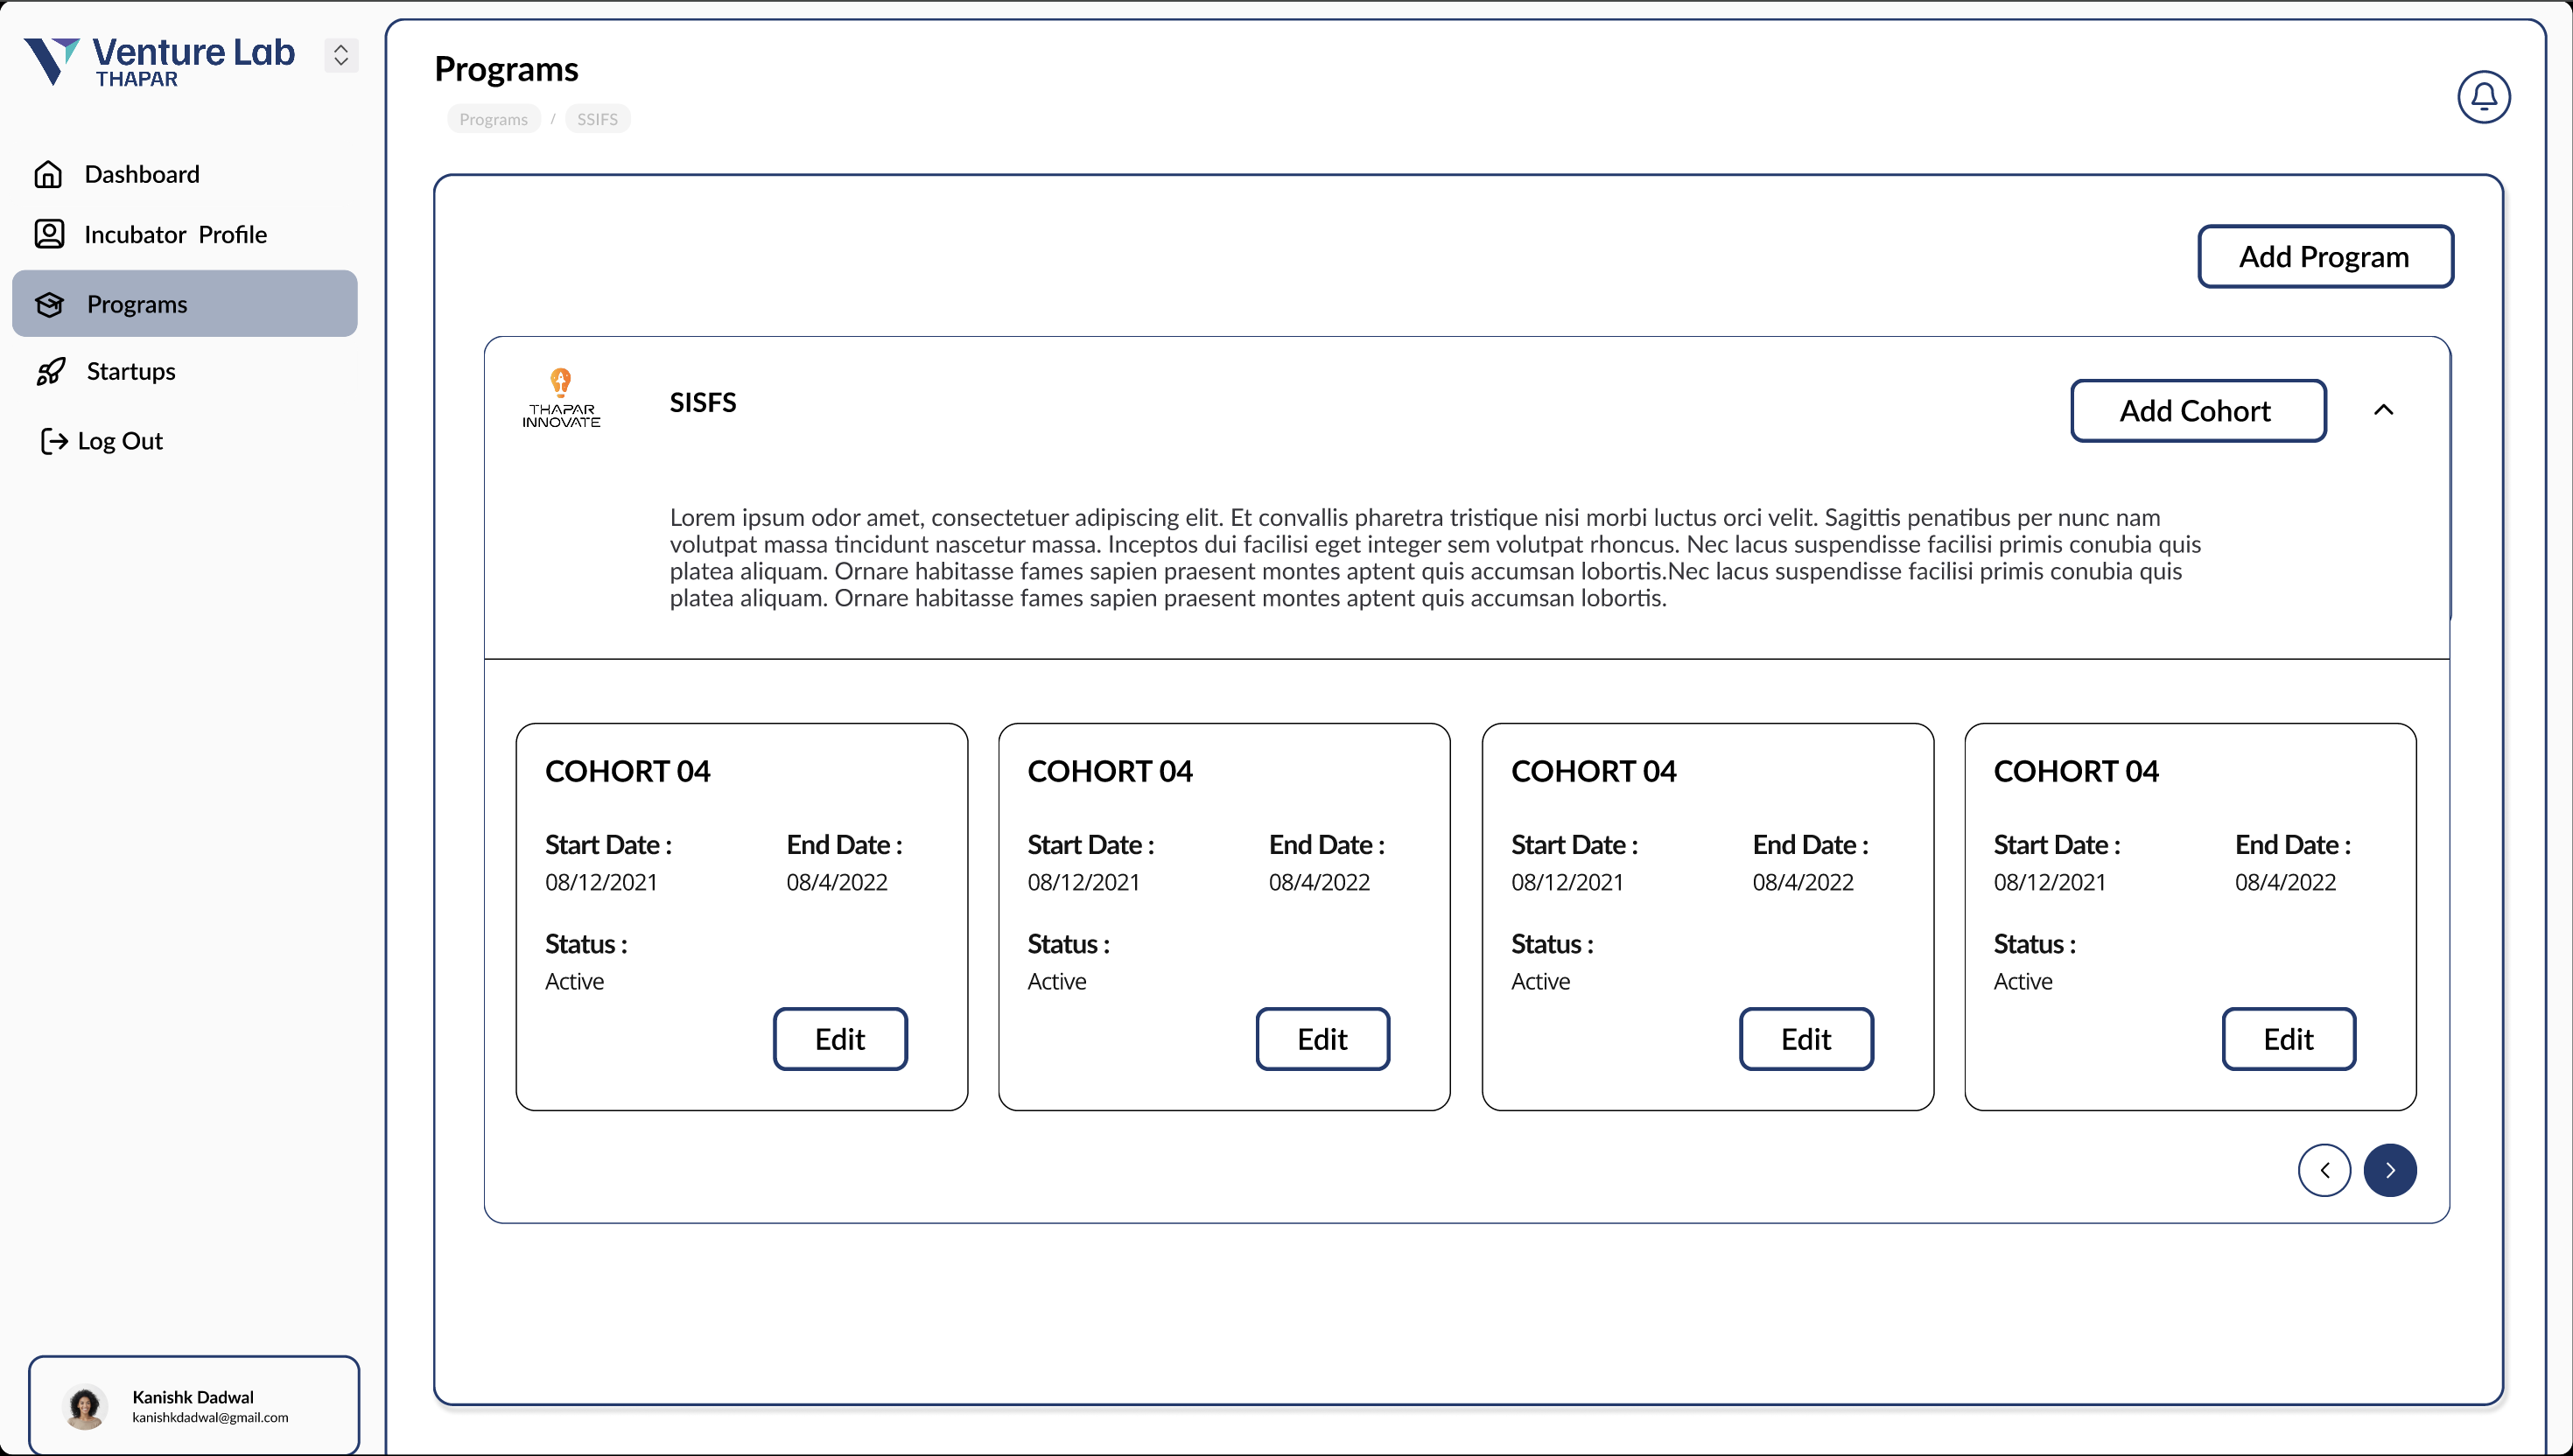 Venture Lab
THAPAR
Dashboard
Incubator Profile
Programs
Startups
Log Out
Kanishk Dadwal
kanishkdadwal@gmail.com
Programs
Programs / SSIFS
Add Program
THAPAR
INNOVATE
SISFS
Add Cohort
Lorem ipsum odor amet, consectetuer adipiscing elit. Et convallis pharetra tristique nisi morbi luctus orci velit. Sagittis penatibus per nunc nam
volutpat massa tincidunt nascetur massa. Inceptos dui facilisi eget integer sem volutpat rhoncus. Nec lacus suspendisse facilisi primis conubia quis
platea aliquam. Ornare habitasse fames sapien praesent montes aptent quis accumsan lobortis.Nec lacus suspendisse facilisi primis conubia quis
platea aliquam. Ornare habitasse fames sapien praesent montes aptent quis accumsan lobortis.
COHORT 04
Start Date : End Date :
08/12/2021 08/4/2022
Status :
Active
Edit
COHORT 04
Start Date : End Date :
08/12/2021 08/4/2022
Status :
Active
Edit
COHORT 04
Start Date : End Date :
08/12/2021 08/4/2022
Status :
Active
Edit
COHORT 04
Start Date : End Date :
08/12/2021 08/4/2022
Status :
Active
Edit